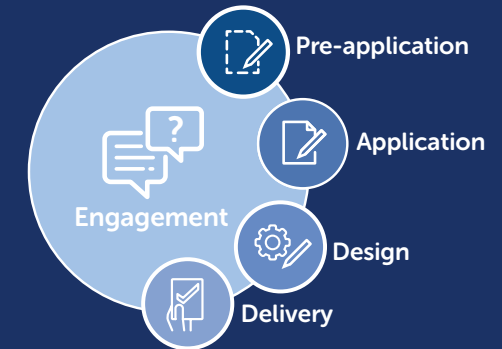 Pre-application
?
Application
Engagement
Design
Delivery